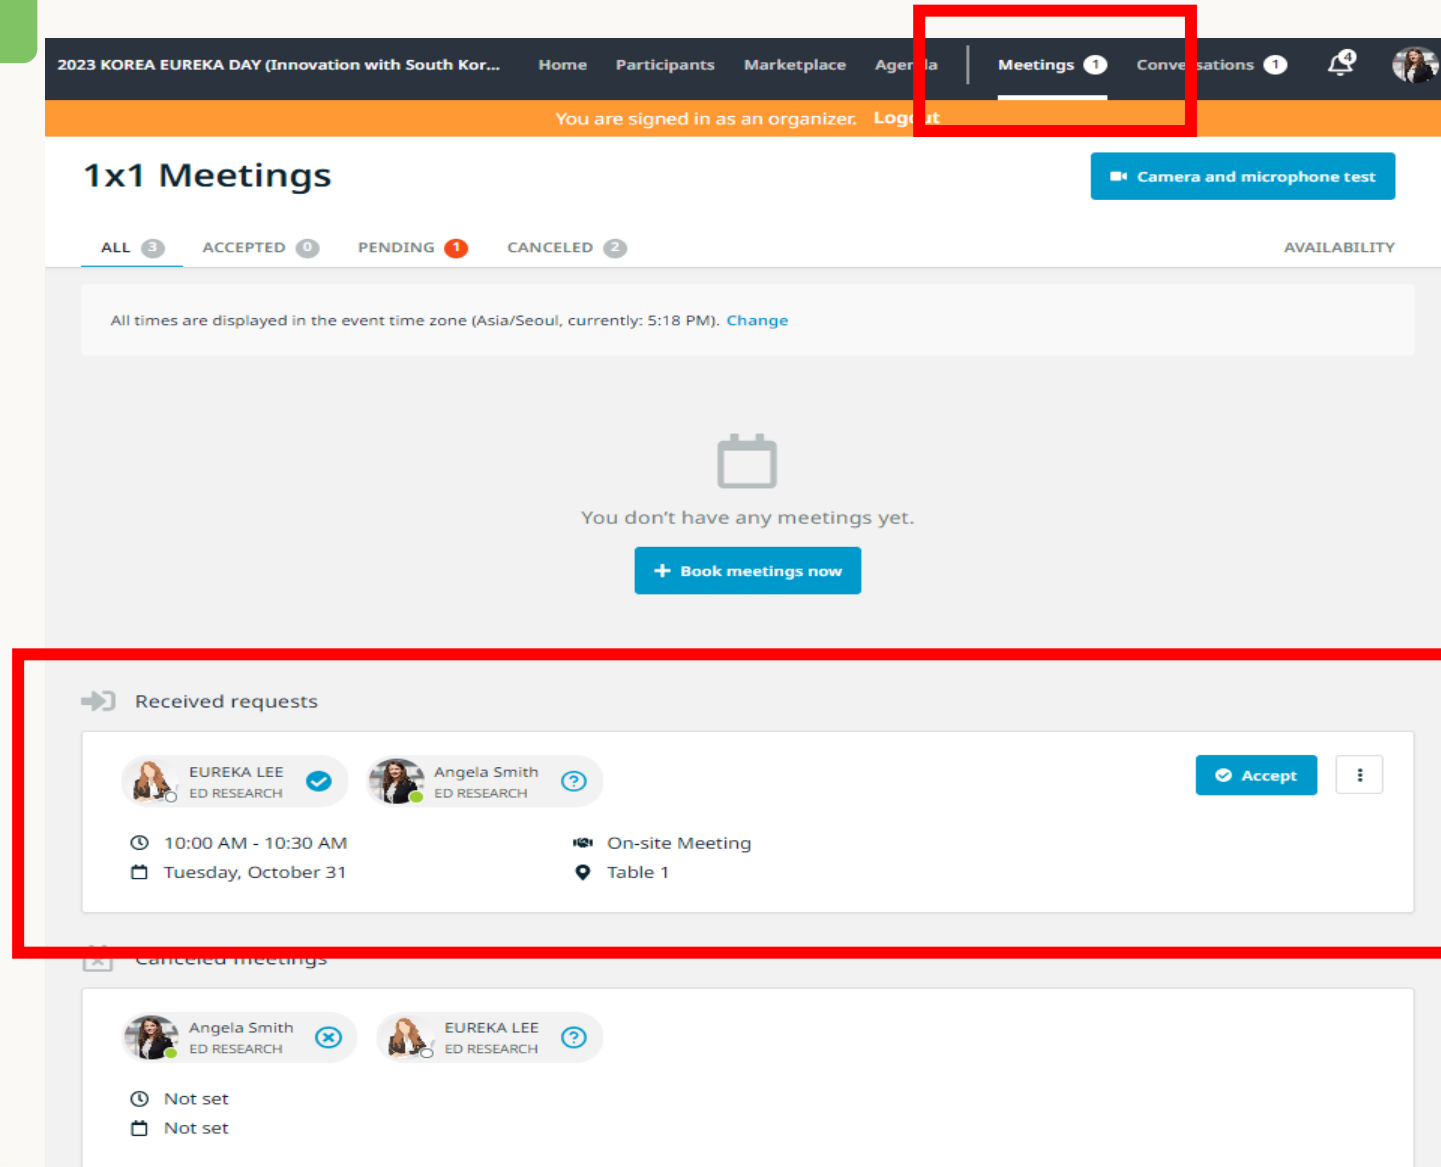 2023 KOREA EUREKA DAY (Innovation with South Kor... Home Participants Marketplace Agenda Meetings 1 Conversations 1 4
You are signed in as an organizer. Logout
1x1 Meetings
Camera and microphone test
ALL 3 ACCEPTED 0 PENDING 1 CANCELED 2 AVAILABILITY
All times are displayed in the event time zone (Asia/Seoul, currently: 5:18 PM). Change
You don't have any meetings yet.
Book meetings now
Received requests
EUREKA LEE
ED RESEARCH
Angela Smith
ED RESEARCH
Accept
10:00 AM - 10:30 AM
Tuesday, October 31
On-site Meeting
Table 1
Canceled meetings
Angela Smith
ED RESEARCH
EUREKA LEE
ED RESEARCH
Not set
Not set